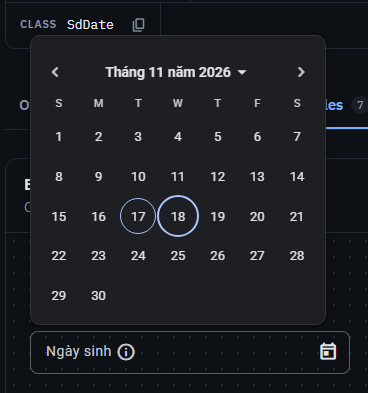 CLASS SdDate
Tháng 11 năm 2026
S M T W T F S
O
les 7
1 2 3 4 5 6 7
8 9 10 11 12 13 14
E
C
15 16 17 18 19 20 21
22 23 24 25 26 27 28
29 30
Ngày sinh